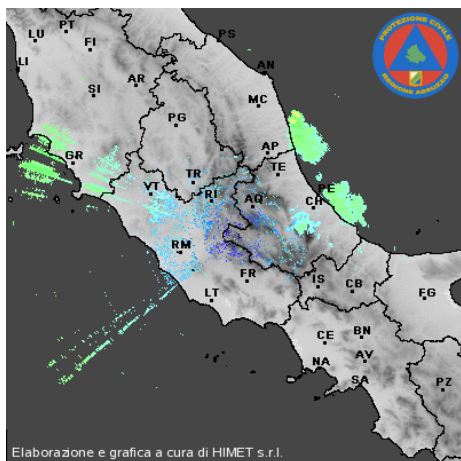 PROTEZIONE CIVILE
REGIONE ABRUZZO
PT
PS
LU
FI
LI
AN
AR
SI
MC
PG
AP
GR
TE
TR
VT
RI
PE
AQ
CH
RM
FR
IS
LT
CB
FG
CE
BN
NA
AV
SA
PZ
Elaborazione e grafica a cura di HIMET s.r.l.